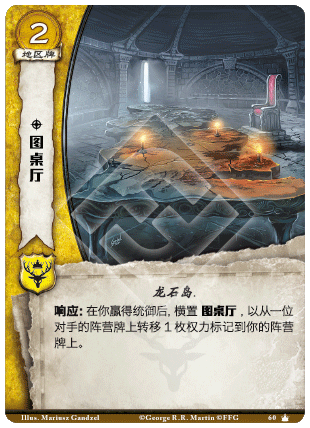 2
地区牌
图桌厅
龙石岛.
响应: 在你赢得统御后, 横置 图桌厅 , 以从一位
对手的阵营牌上转移 1 枚权力标记到你的阵营
牌上。
Illus. Mariusz Gandzel ©George R.R. Martin ©FFG 60